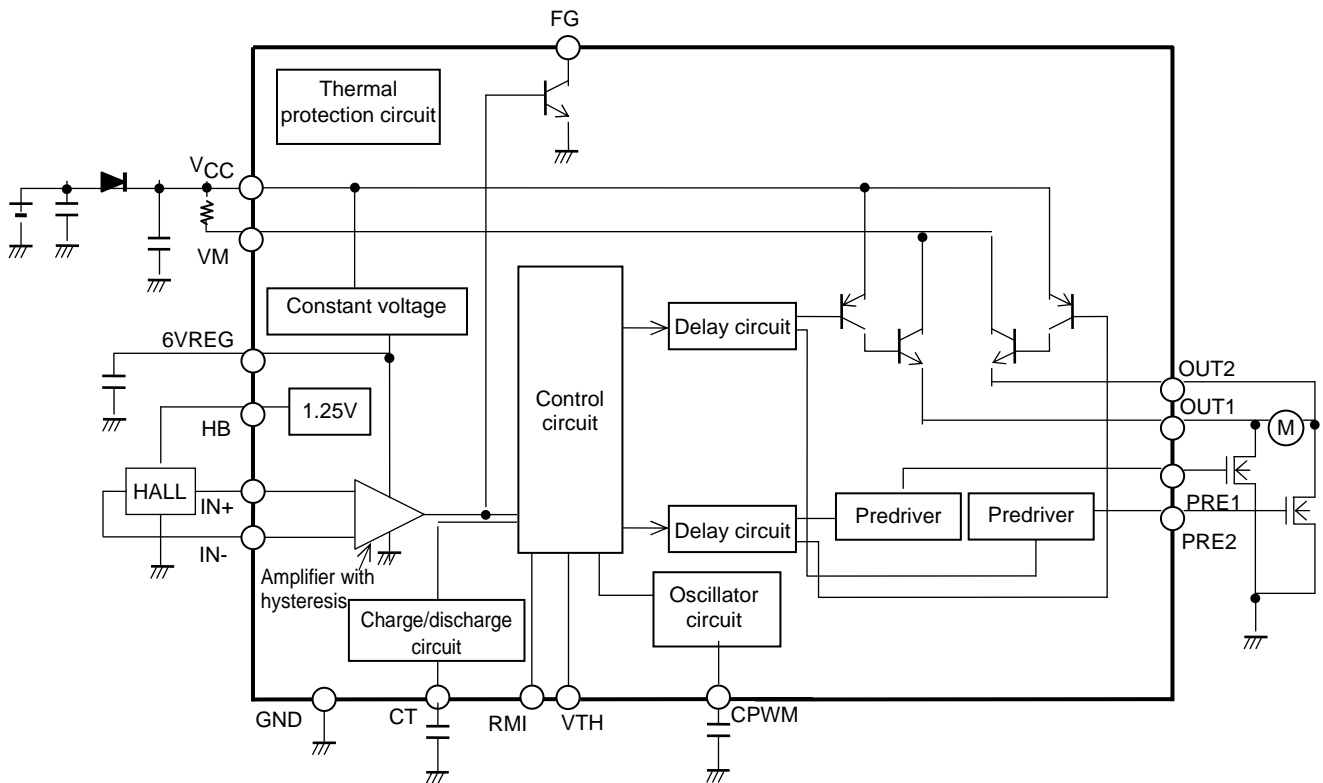 FG
Thermal
protection circuit
VCC
VM
Constant voltage
Delay circuit
6VREG
OUT2
1.25V
Control
circuit
OUT1
HB
M
HALL
IN+
Predriver
Predriver
PRE1
Delay circuit
IN-
PRE2
Amplifier with
hysteresis
Oscillator
circuit
Charge/discharge
circuit
GND
CT
RMI
VTH
CPWM